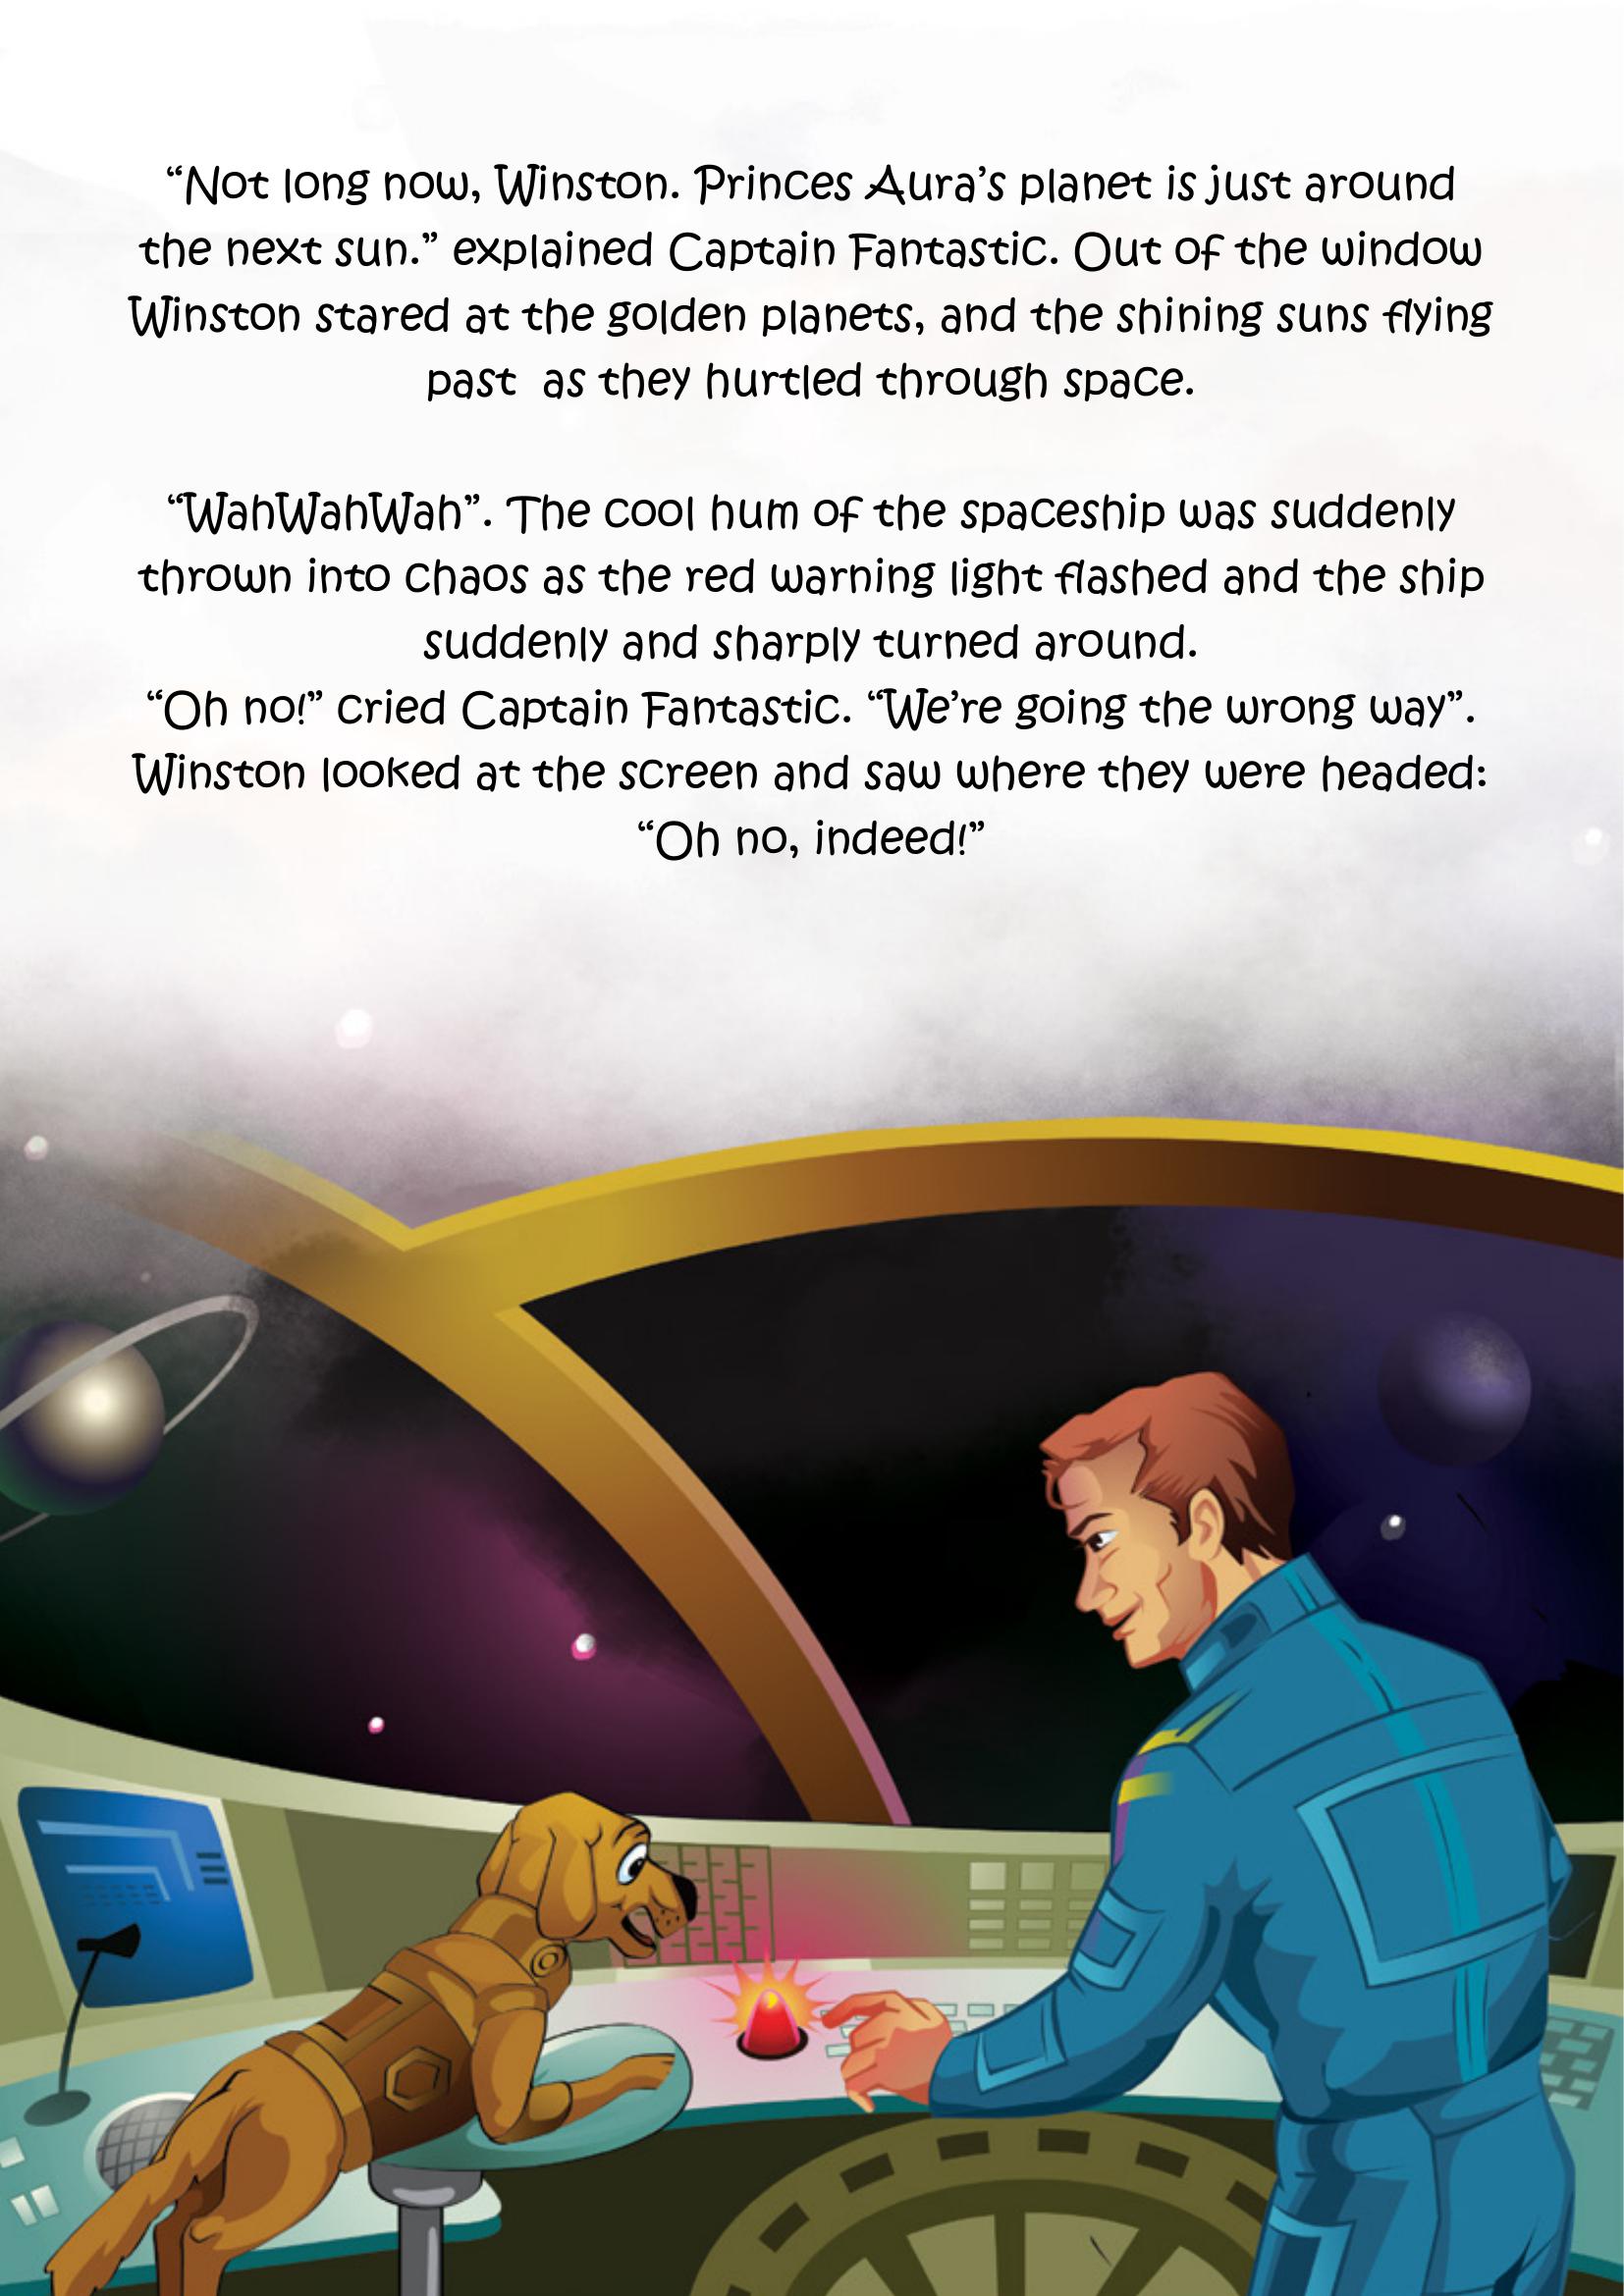 “Not long now, Winston. Princes Aura’s planet is just around
the next sun.” explained Captain Fantastic. Out of the window
Winston stared at the golden planets, and the shining suns flying
past  as they hurtled through space.
“WahWahWah”. The cool hum of the spaceship was suddenly
thrown into chaos as the red warning light flashed and the ship
suddenly and sharply turned around.
“Oh no!” cried Captain Fantastic. “We’re going the wrong way”.
Winston looked at the screen and saw where they were headed:
“Oh no, indeed!”